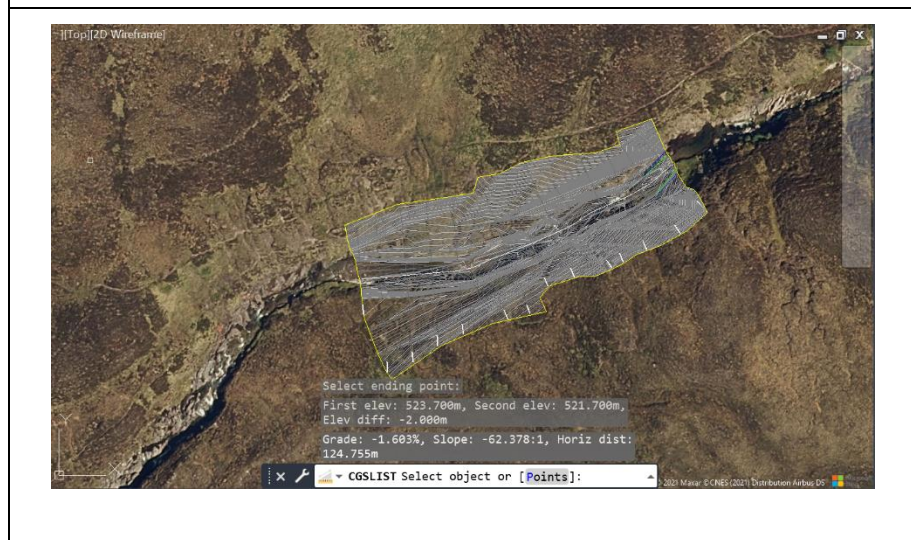 ][Top][2D Wireframe]
Select ending point:
First elev: 523.700m, Second elev: 521.700m,
Elev diff: -2.000m
Grade: -1.603%, Slope: -62.378:1, Horiz dist:
124.755m
CGSLIST Select object or [Points]:
2021 Maxar ©CNES (2021) Distribution Airbus DS
Y
X